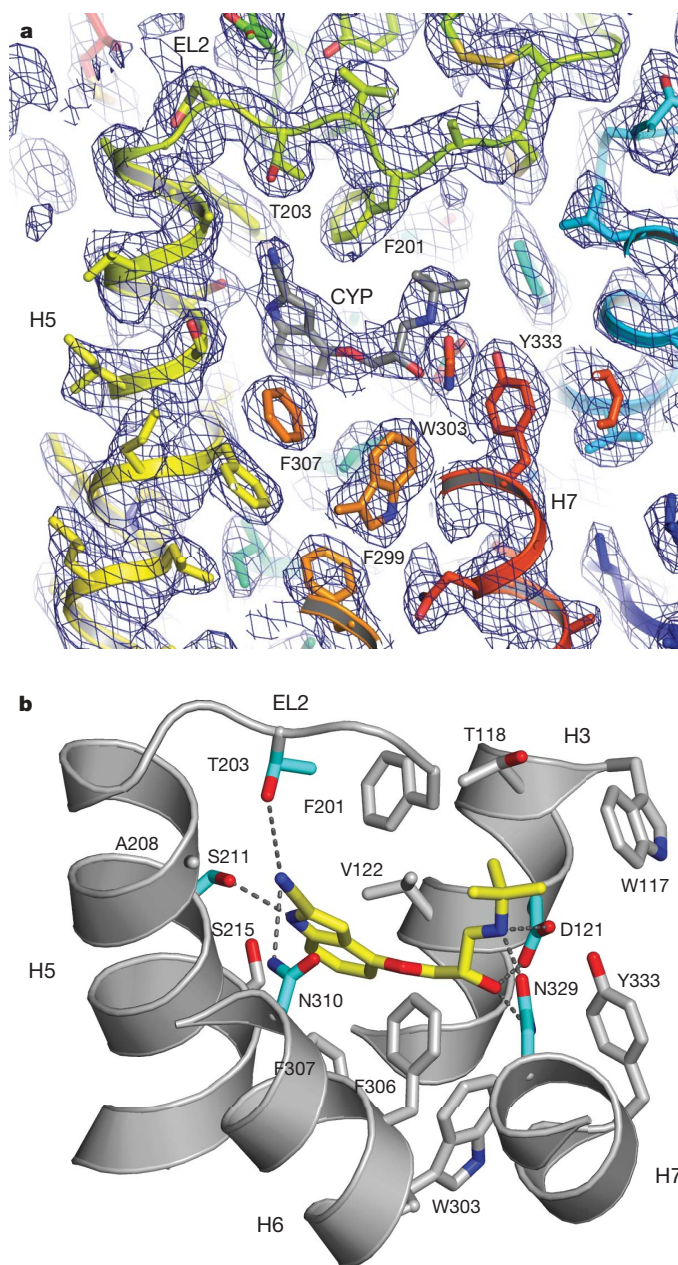 a
EL2
T203
F201
CYP
H5
Y333
W303
F307
H7
F299
b
EL2
T118
H3
T203
F201
A208
S211
V122
W117
D121
S215
Y333
H5
N310
N329
F307
F306
H7
W303
H6